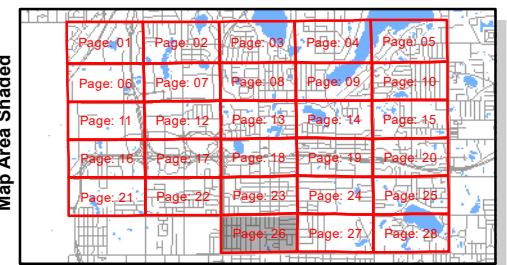 Map Area Shaded
Page: 01 Page: 02 Page: 03 Page: 04 Page: 05
Page: 06 Page: 07 Page: 08 Page: 09 Page: 10
Page: 11 Page: 12 Page: 13 Page: 14 Page: 15
Page: 16 Page: 17 Page: 18 Page: 19 Page: 20
Page: 21 Page: 22 Page: 23 Page: 24 Page: 25
Page: 26 Page: 27 Page: 28